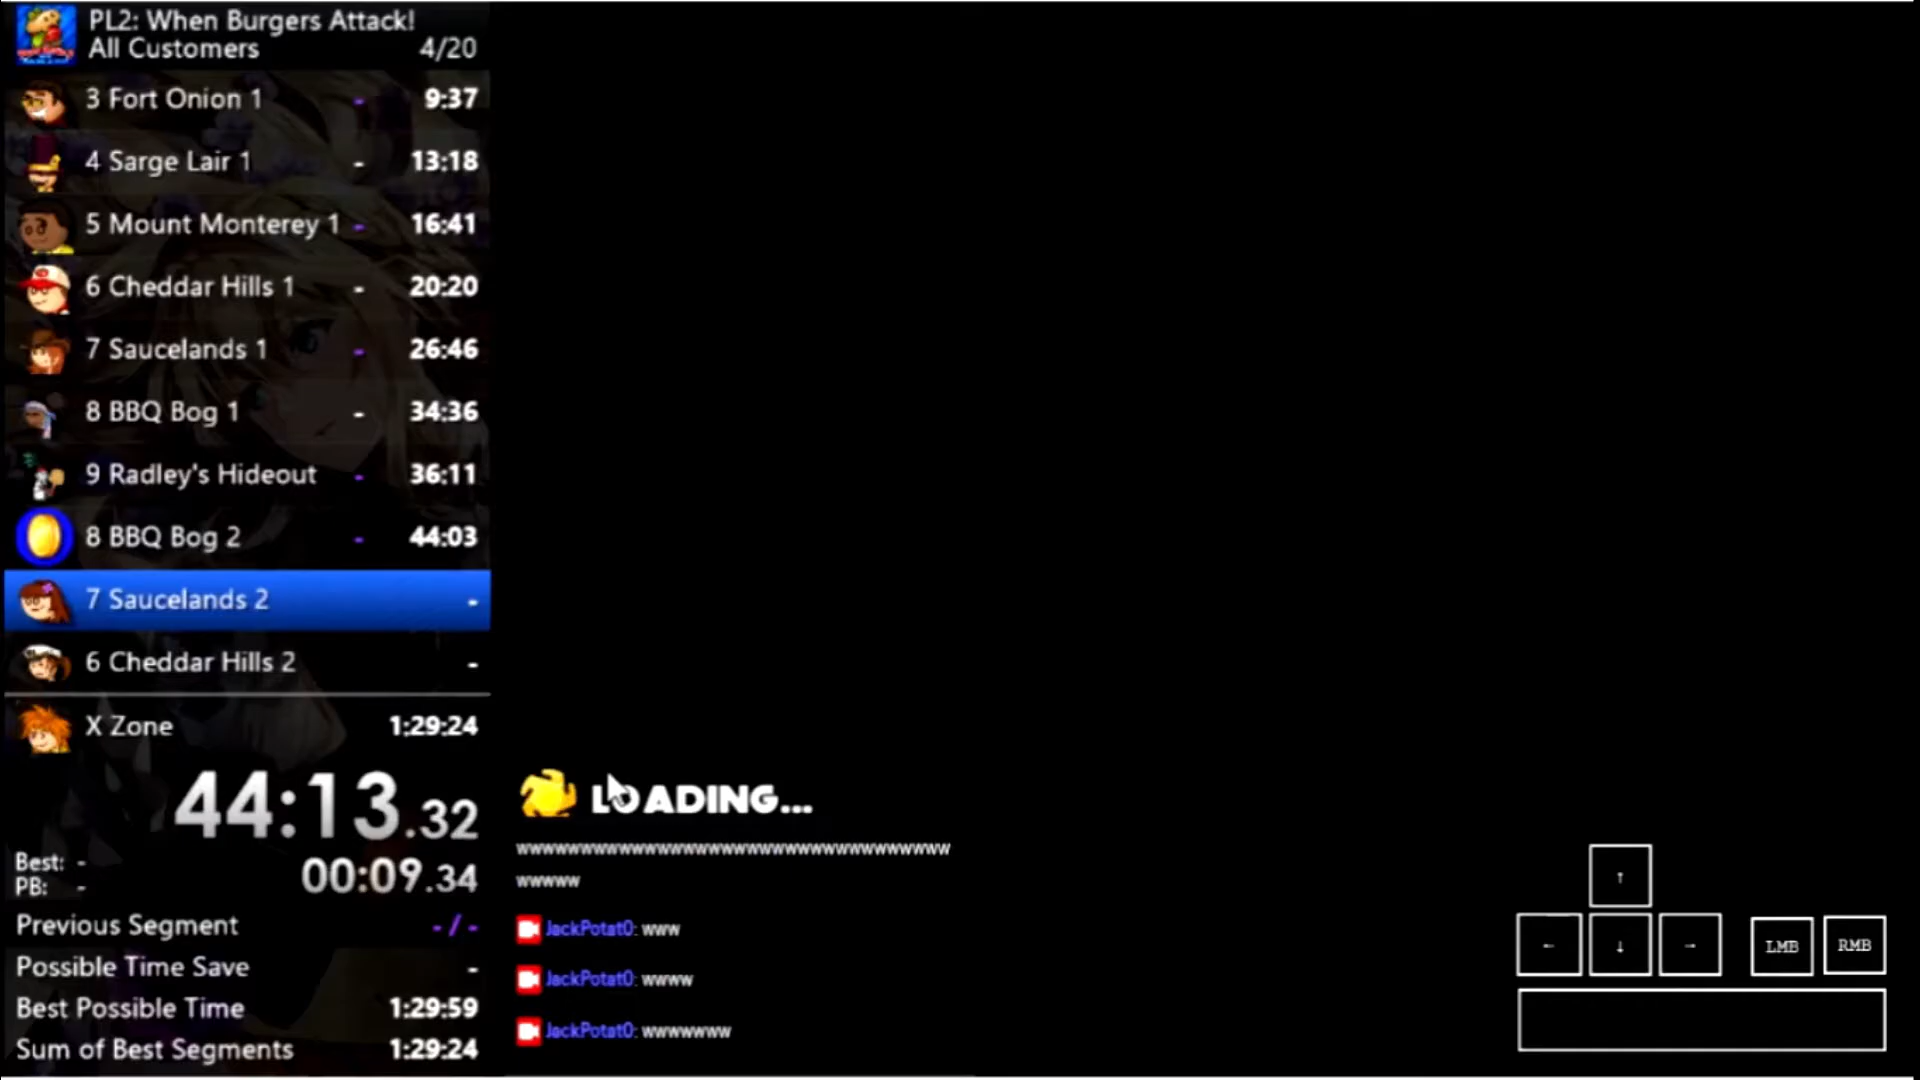 PL2: When Burgers Attack!
All Customers 4/20
3 Fort Onion 1 - 9:37
4 Sarge Lair 1 - 13:18
5 Mount Monterey 1 - 16:41
6 Cheddar Hills 1 - 20:20
7 Saucelands 1 - 26:46
8 BBQ Bog 1 - 34:36
9 Radley's Hideout - 36:11
8 BBQ Bog 2 - 44:03
7 Saucelands 2 -
6 Cheddar Hills 2 -
X Zone 1:29:24
44:13.32
Best: -
PB: -
00:09.34
Previous Segment - / -
Possible Time Save -
Best Possible Time 1:29:59
Sum of Best Segments 1:29:24
LOADING...
wwwwwwwwwwwwwwwwwwwwwwwwwwwwwwwwww
wwwww
JackPotatO: www
JackPotatO: wwww
JackPotatO: wwwwwww
↑
← ↓ → LMB RMB